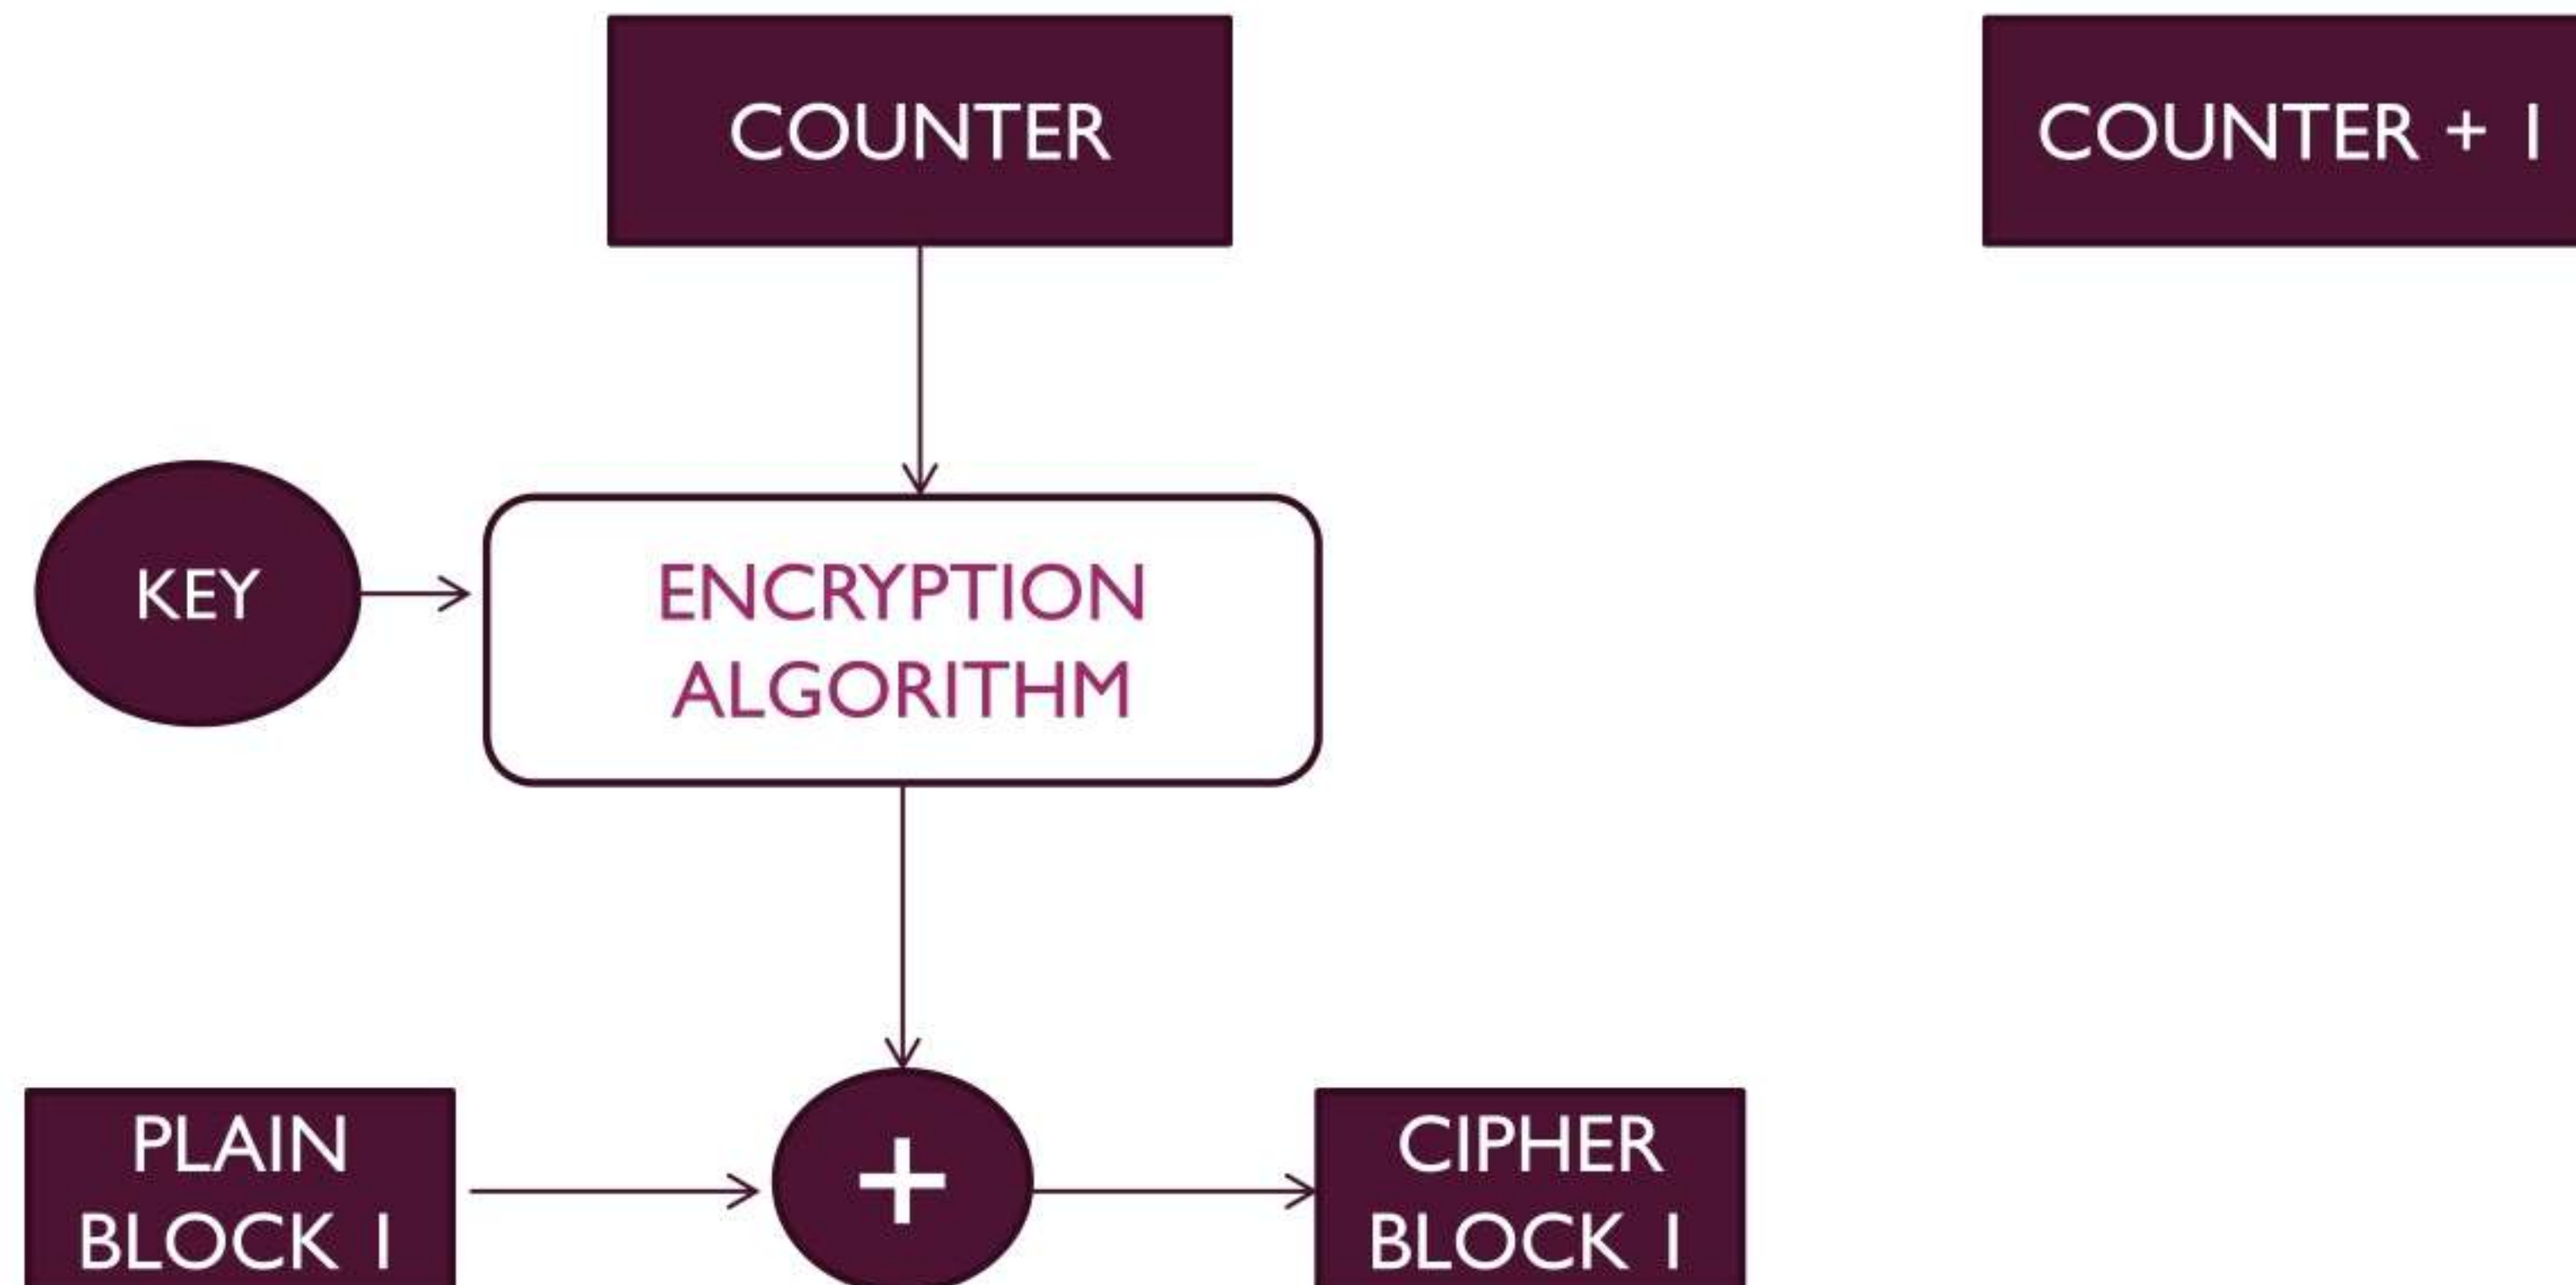 COUNTER
COUNTER + 1
KEY
ENCRYPTION
ALGORITHM
PLAIN
BLOCK 1
+
CIPHER
BLOCK 1